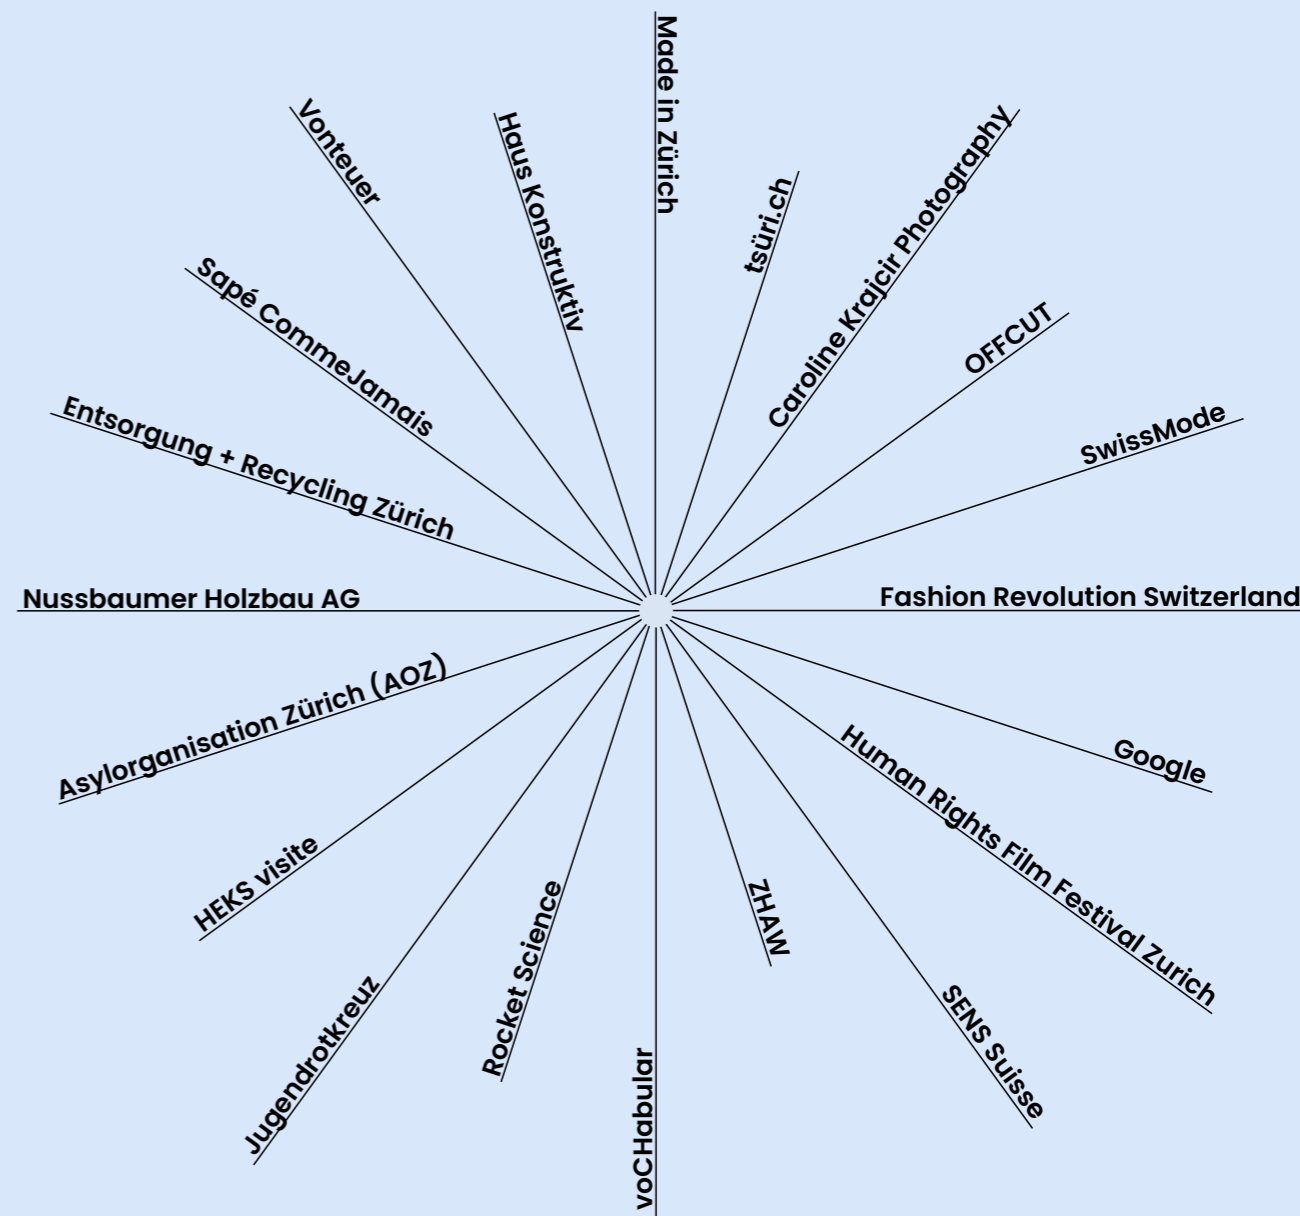 Made in Zürich
tsüri.ch
Caroline Krajcir Photography
OFFCUT
SwissMode
Fashion Revolution Switzerland
Google
Human Rights Film Festival Zurich
SENS Suisse
ZHAW
voCHabular
Rocket Science
Jugendrotkreuz
HEKS visite
Asylorganisation Zürich (AOZ)
Nussbaumer Holzbau AG
Entsorgung + Recycling Zürich
Sapé CommeJamais
Vonteuer
Haus Konstruktiv